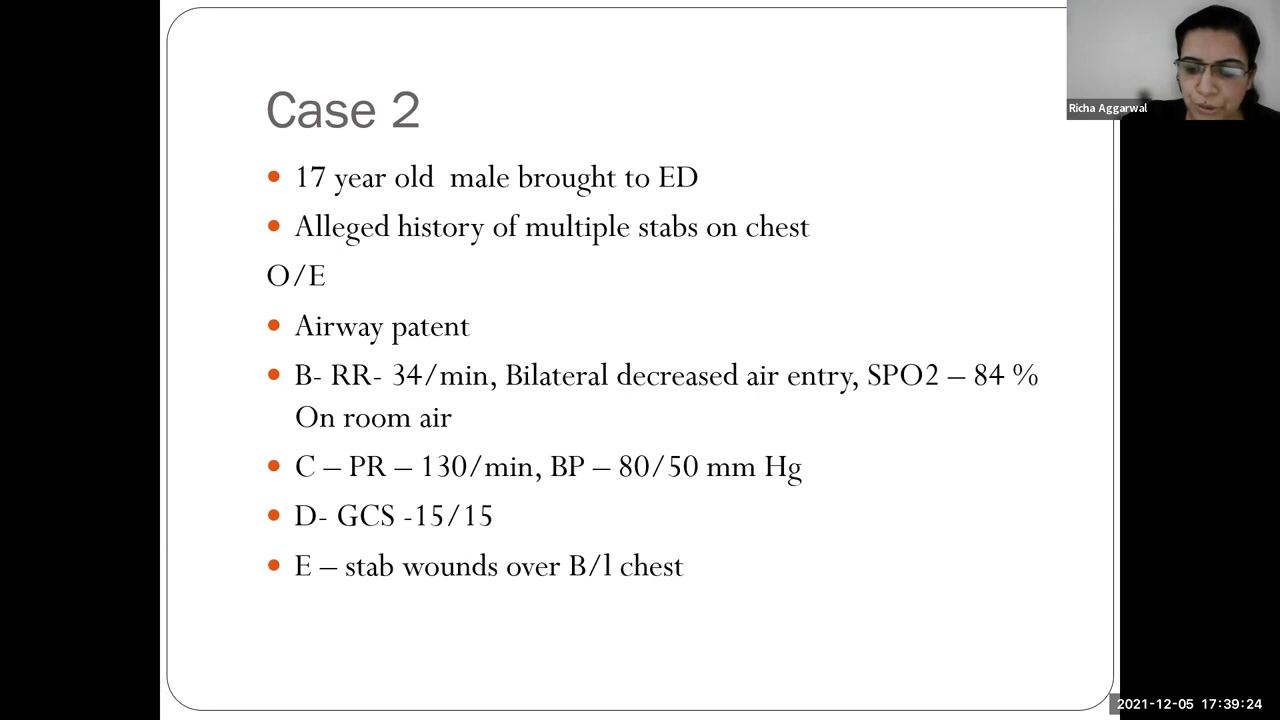 Case 2
• 17 year old  male brought to ED
• Alleged history of multiple stabs on chest
O/E
• Airway patent
• B- RR- 34/min, Bilateral decreased air entry, SPO2 – 84 %
On room air
• C – PR – 130/min, BP – 80/50 mm Hg
• D- GCS -15/15
• E – stab wounds over B/l chest
Richa Aggarwal
2021-12-05 17:39:24